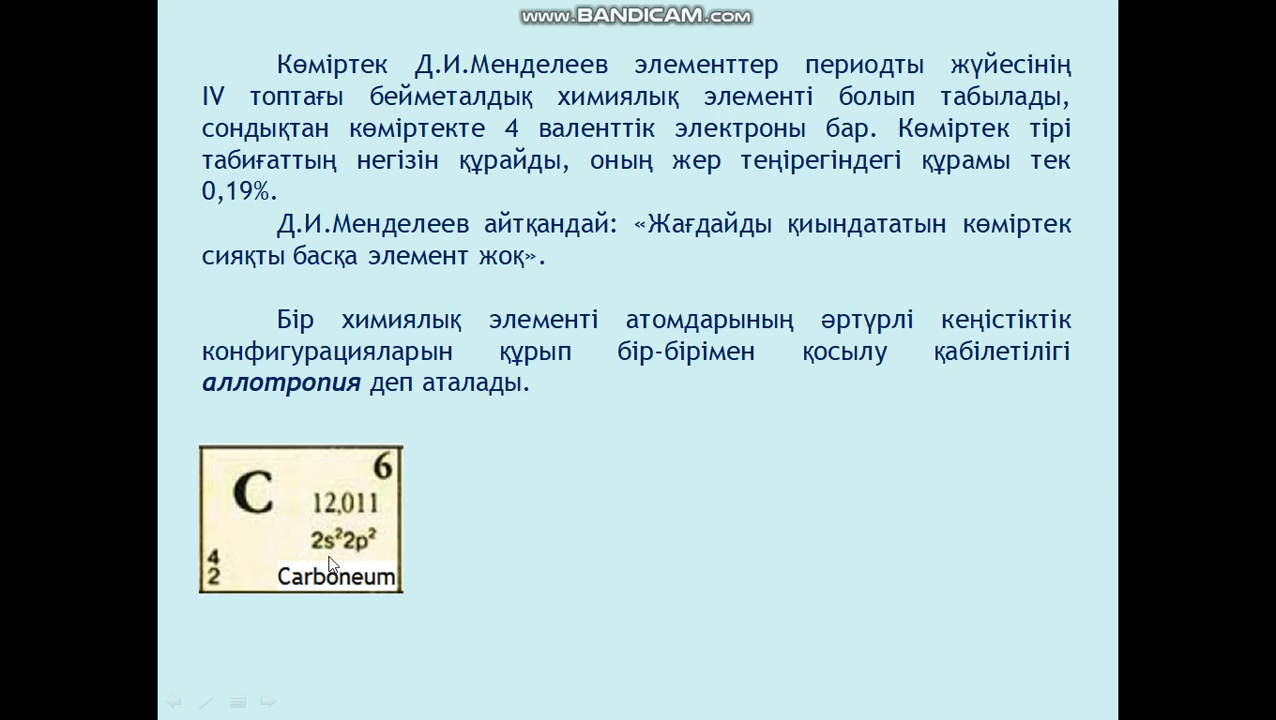 www.BANDICAM.com
Көміртек Д.И.Менделеев элементтер периодты жүйесінің
IV топтағы бейметалдық химиялық элементі болып табылады,
сондықтан көміртекте 4 валенттік электроны бар. Көміртек тірі
табиғаттың негізін құрайды, оның жер теңірегіндегі құрамы тек
0,19%.
Д.И.Менделеев айтқандай: «Жағдайды қиындататын көміртек
сияқты басқа элемент жоқ».
Бір химиялық элементі атомдарының әртүрлі кеңістіктік
конфигурацияларын құрып бір-бірімен қосылу қабілетілігі
аллотропия деп аталады.
6
C
12,011
2s²2p²
4
2
Carboneum